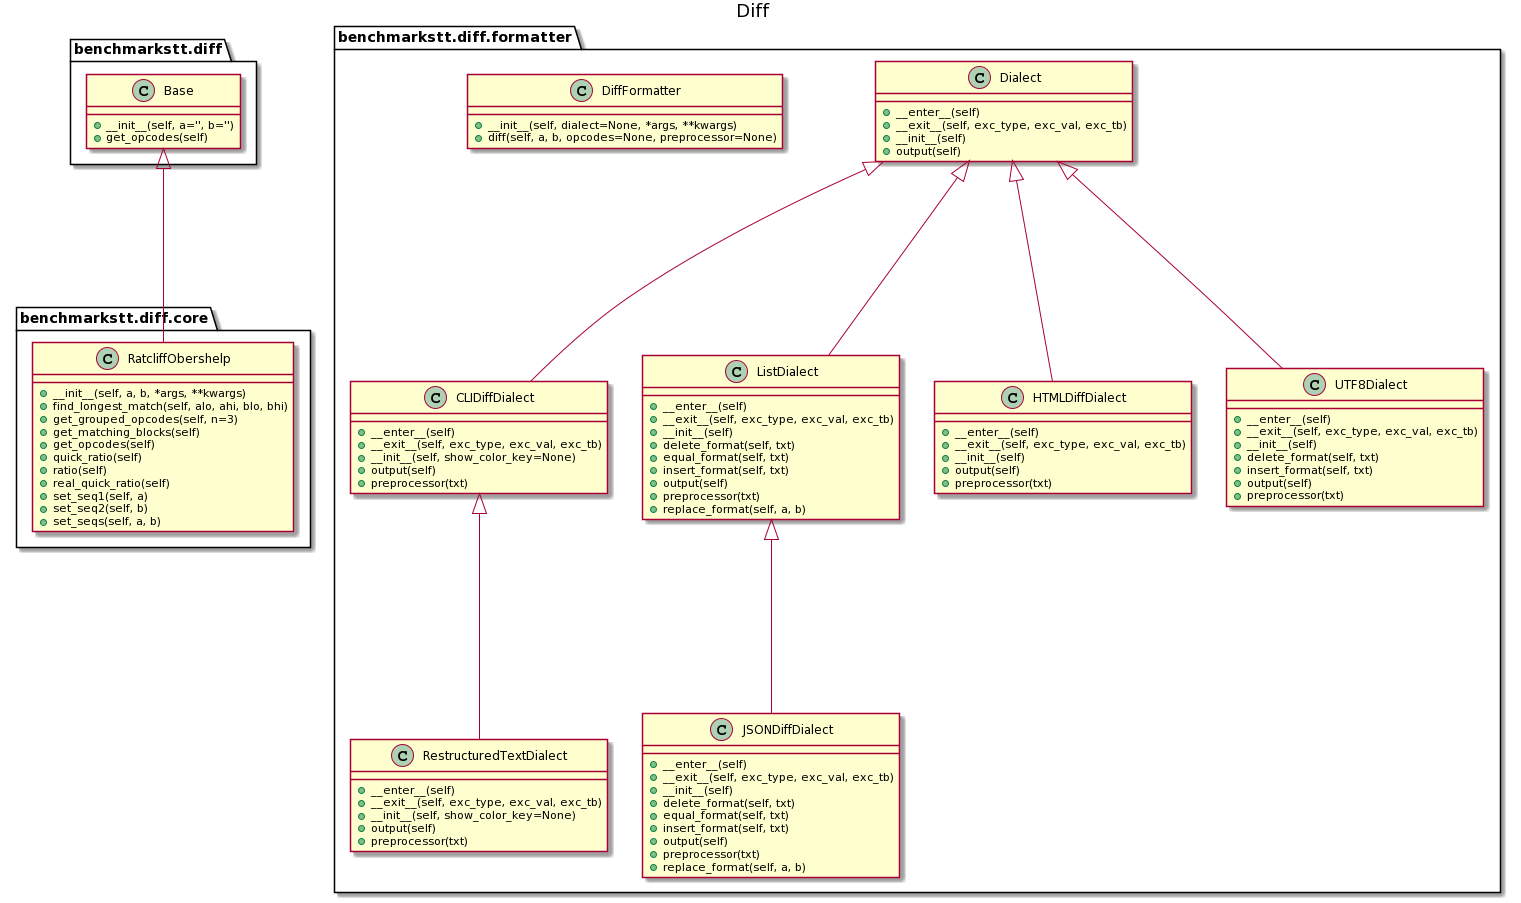 Diff
benchmarkstt.diff
C Base
__init__(self, a='', b='')
get_opcodes(self)
benchmarkstt.diff.core
C RatcliffObershelp
__init__(self, a, b, *args, **kwargs)
find_longest_match(self, alo, ahi, blo, bhi)
get_grouped_opcodes(self, n=3)
get_matching_blocks(self)
get_opcodes(self)
quick_ratio(self)
ratio(self)
real_quick_ratio(self)
set_seq1(self, a)
set_seq2(self, b)
set_seqs(self, a, b)
benchmarkstt.diff.formatter
C DiffFormatter
__init__(self, dialect=None, *args, **kwargs)
diff(self, a, b, opcodes=None, preprocessor=None)
C Dialect
__enter__(self)
__exit__(self, exc_type, exc_val, exc_tb)
__init__(self)
output(self)
C CLIDiffDialect
__enter__(self)
__exit__(self, exc_type, exc_val, exc_tb)
__init__(self, show_color_key=None)
output(self)
preprocessor(txt)
C ListDialect
__enter__(self)
__exit__(self, exc_type, exc_val, exc_tb)
__init__(self)
delete_format(self, txt)
equal_format(self, txt)
insert_format(self, txt)
output(self)
preprocessor(txt)
replace_format(self, a, b)
C HTMLDiffDialect
__enter__(self)
__exit__(self, exc_type, exc_val, exc_tb)
__init__(self)
output(self)
preprocessor(txt)
C UTF8Dialect
__enter__(self)
__exit__(self, exc_type, exc_val, exc_tb)
__init__(self)
delete_format(self, txt)
insert_format(self, txt)
output(self)
preprocessor(txt)
C RestructuredTextDialect
__enter__(self)
__exit__(self, exc_type, exc_val, exc_tb)
__init__(self, show_color_key=None)
output(self)
preprocessor(txt)
C JSONDiffDialect
__enter__(self)
__exit__(self, exc_type, exc_val, exc_tb)
__init__(self)
delete_format(self, txt)
equal_format(self, txt)
insert_format(self, txt)
output(self)
preprocessor(txt)
replace_format(self, a, b)